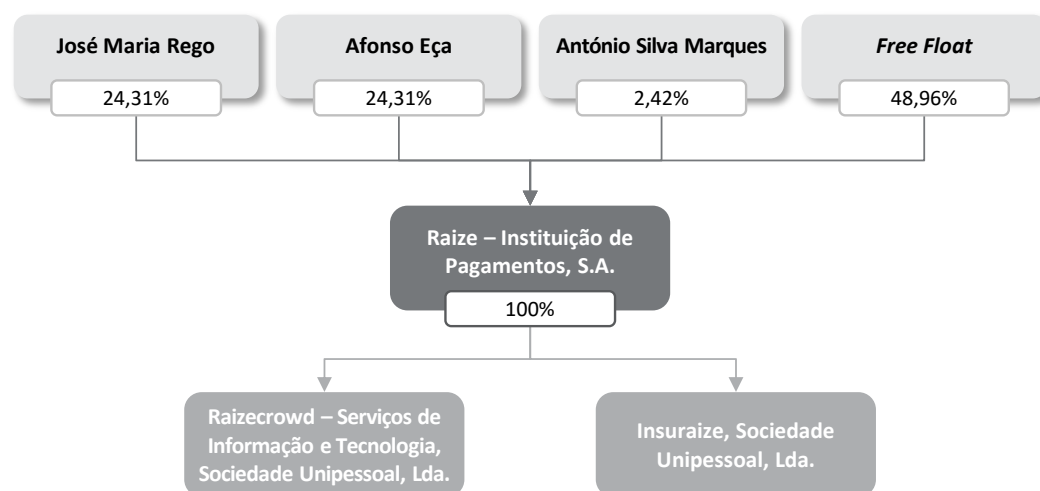 José Maria Rego
Afonso Eça
António Silva Marques
Free Float
24,31%
24,31%
2,42%
48,96%
Raize – Instituição de
Pagamentos, S.A.
100%
Raizecrowd – Serviços de
Informação e Tecnologia,
Sociedade Unipessoal, Lda.
Insuraize, Sociedade
Unipessoal, Lda.